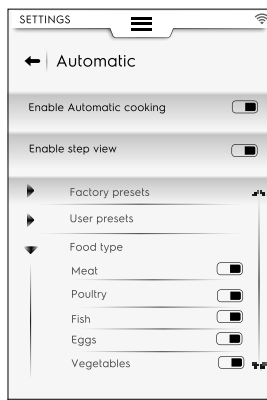 SETTINGS
Automatic
Enable Automatic cooking
Enable step view
Factory presets
User presets
Food type
Meat
Poultry
Fish
Eggs
Vegetables